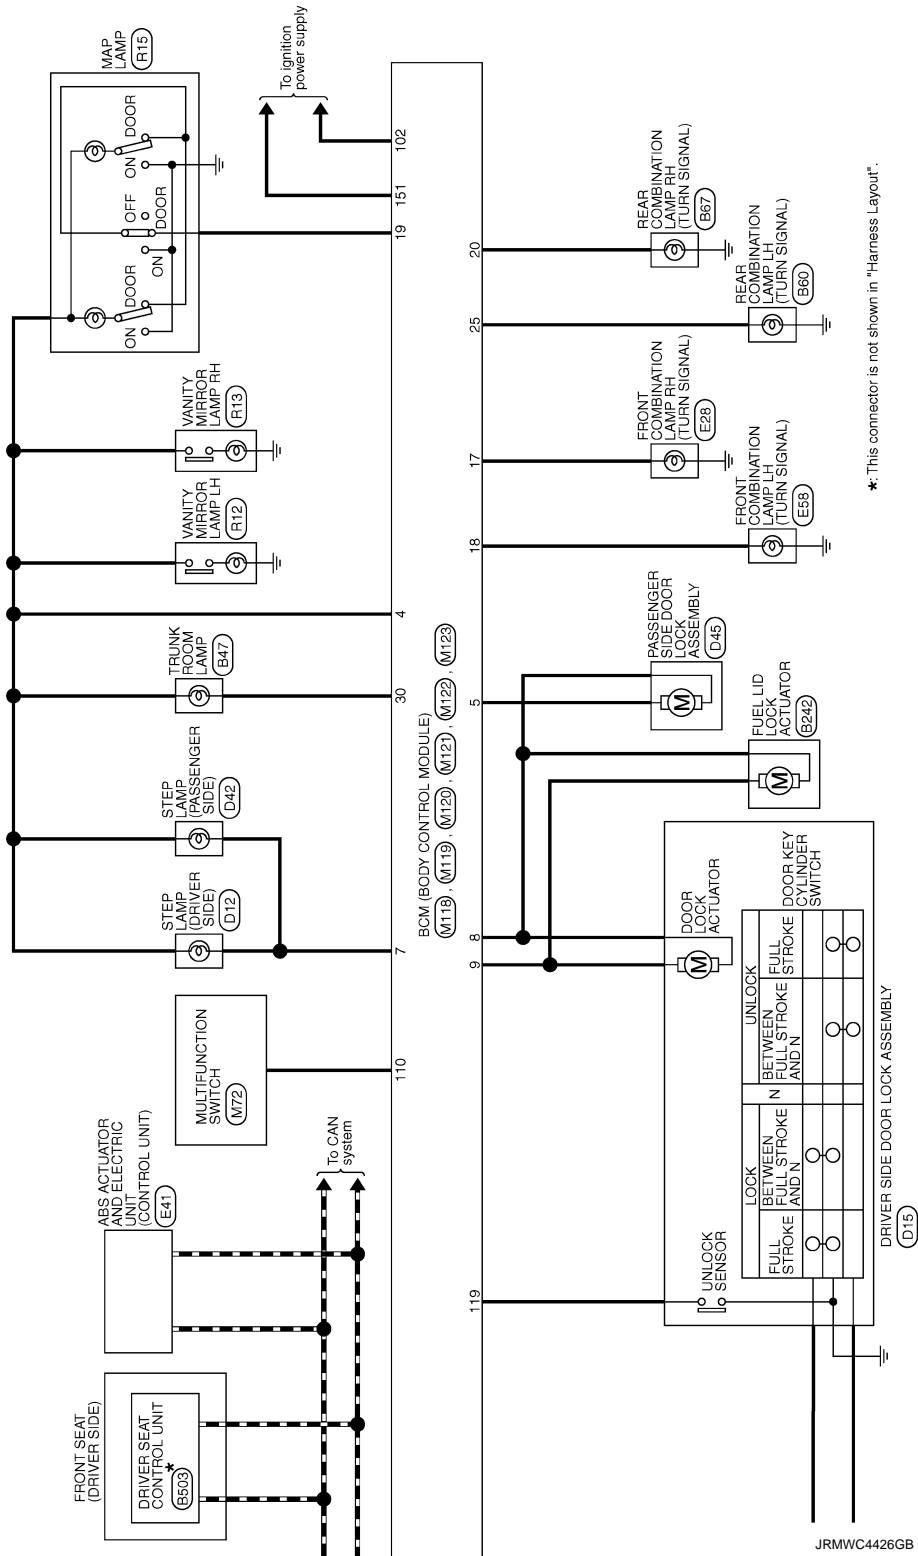 MAP
LAMP
R15
ON
DOOR
ON
OFF
DOOR
ON
DOOR
To ignition
power supply
VANITY
MIRROR
LAMP RH
R13
VANITY
MIRROR
LAMP LH
R12
TRUNK
ROOM
LAMP
B47
STEP
LAMP
(PASSENGER
SIDE)
D42
STEP
LAMP
(DRIVER
SIDE)
D12
MULTIFUNCTION
SWITCH
M72
ABS ACTUATOR
AND ELECTRIC
UNIT
(CONTROL UNIT)
E41
To CAN
system
FRONT SEAT
(DRIVER SIDE)
DRIVER SEAT
CONTROL UNIT
*
B503
110
7
30
4
19
151
102
BCM (BODY CONTROL MODULE)
M118 , M119 , M120 , M121 , M122 , M123
119
9
8
5
18
17
25
20
REAR
COMBINATION
LAMP RH
(TURN SIGNAL)
B67
REAR
COMBINATION
LAMP LH
(TURN SIGNAL)
B60
FRONT
COMBINATION
LAMP RH
(TURN SIGNAL)
E28
FRONT
COMBINATION
LAMP LH
(TURN SIGNAL)
E58
PASSENGER
SIDE DOOR
LOCK
ASSEMBLY
D45
M
FUEL LID
LOCK
ACTUATOR
B242
M
DOOR
LOCK
ACTUATOR
M
UNLOCK
SENSOR
DOOR KEY
CYLINDER
SWITCH
LOCK
UNLOCK
FULL
STROKE
BETWEEN
FULL STROKE
AND N
N
BETWEEN
FULL STROKE
AND N
FULL
STROKE
DRIVER SIDE DOOR LOCK ASSEMBLY
D15
*: This connector is not shown in "Harness Layout".
JRMWC4426GB